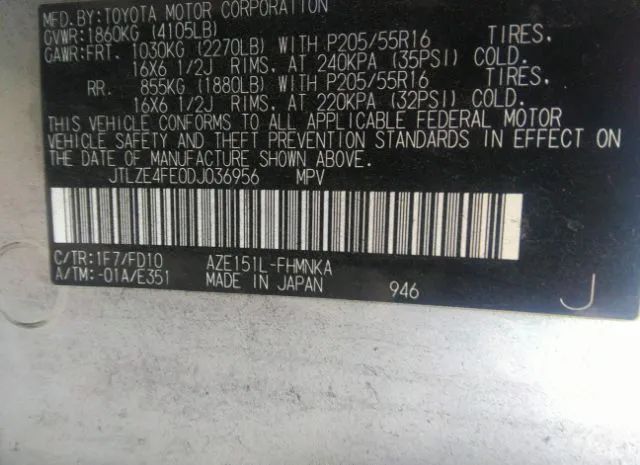 MFD.BY:TOYOTA MOTOR CORPORATION
GVWR:1860KG (4105LB)
GAWR:FRT. 1030KG (2270LB) WITH P205/55R16 TIRES,
16X6 1/2J RIMS, AT 240KPA (35PSI) COLD.
RR. 855KG (1880LB) WITH P205/55R16 TIRES,
16X6 1/2J RIMS, AT 220KPA (32PSI) COLD.
THIS VEHICLE CONFORMS TO ALL APPLICABLE FEDERAL MOTOR
VEHICLE SAFETY AND THEFT PREVENTION STANDARDS IN EFFECT ON
THE DATE OF MANUFACTURE SHOWN ABOVE.
JTLZE4FE0DJ036956 MPV
C/TR:1F7/FD10 AZE151L-FHMNKA
A/TM:-01A/E351 MADE IN JAPAN 946 J